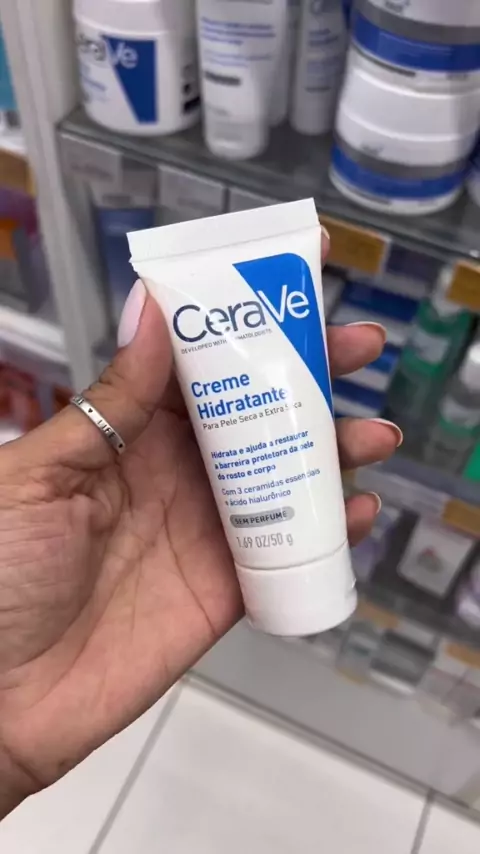 CeraVe
CeraVe
DEVELOPED WITH DERMATOLOGISTS
Creme
Hidratante
Para Pele Seca a Extra Seca
Hidrata e ajuda a restaurar
a barreira protetora da pele
do rosto e corpo
Com 3 ceramidas essenciais
e ácido hialurônico
SEM PERFUME
1.69 OZ/50 g